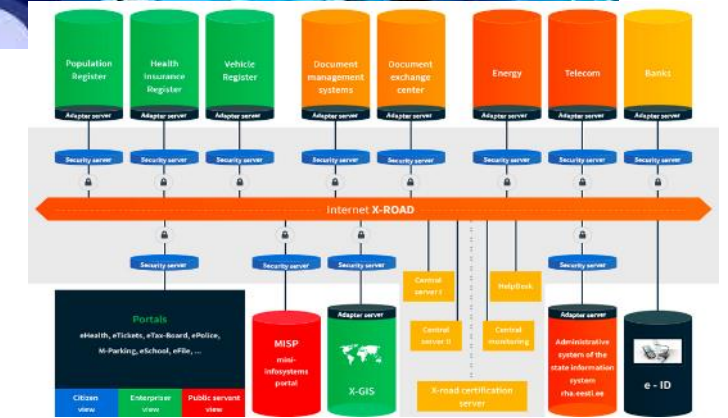 Population
Register
Health
Insurance
Register
Vehicle
Register
Document
management
systems
Document
exchange
center
Energy
Telecom
Banks
Adapter server
Adapter server
Adapter server
Adapter server
Adapter server
Adapter server
Adapter server
Adapter server
Security server
Security server
Security server
Security server
Security server
Security server
Security server
Security server
Internet X-ROAD
Security server
Security server
Security server
Security server
Central
server I
HelpDesk
Central
server II
Central
monitoring
X-road certification
server
Portals
eHealth, eTickets, eTax-Board, ePolice,
M-Parking, eSchool, eFile, ...
Citizen
view
Enterpriser
view
Public servant
view
MISP
misi-
infosystems
portal
Adapter server
X-GIS
Adapter server
Administrative
system of the
state information
system
rha.eesti.ee
e - ID